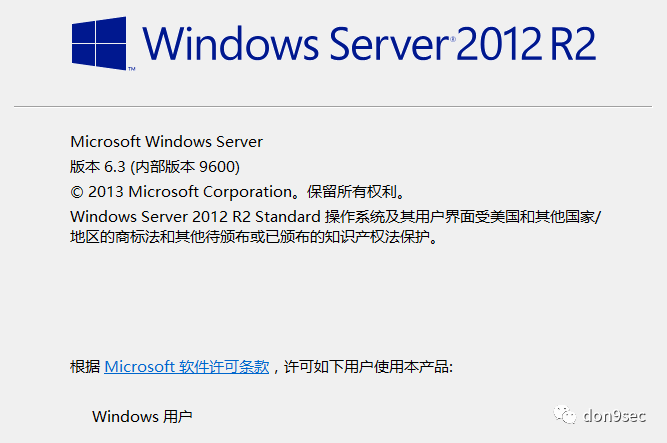 Windows Server® 2012 R2
™
Microsoft Windows Server
版本 6.3 (内部版本 9600)
© 2013 Microsoft Corporation。保留所有权利。
Windows Server 2012 R2 Standard 操作系统及其用户界面受美国和其他国家/
地区的商标法和其他待颁布或已颁布的知识产权法保护。
根据 Microsoft 软件许可条款，许可如下用户使用本产品:
Windows 用户
don9sec